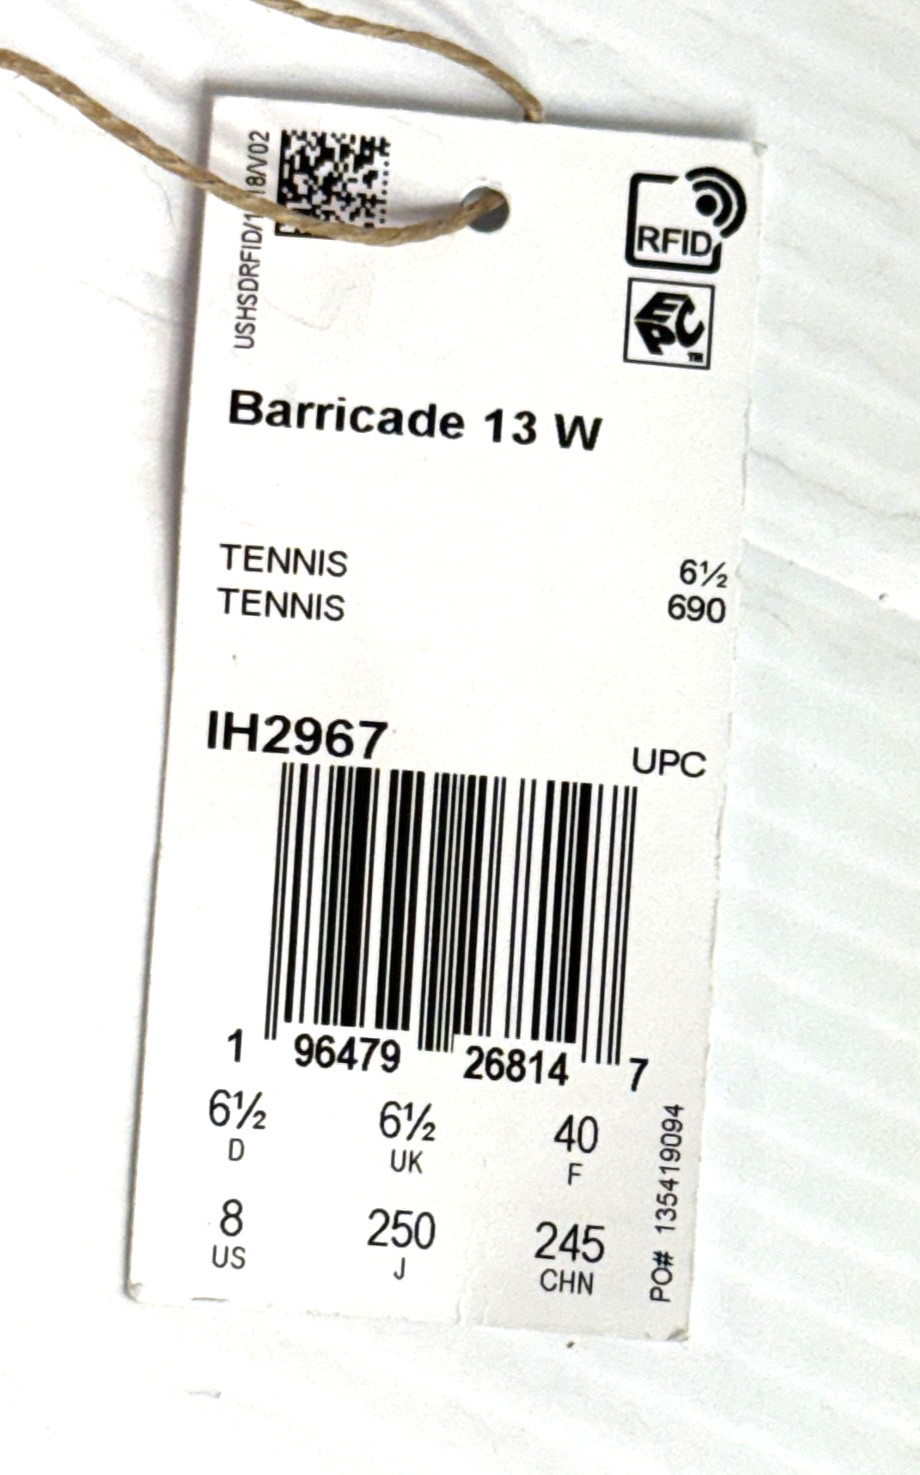 18/V02
USHSDRFID/1
RFID
EPC™
Barricade 13 W
TENNIS 6½
TENNIS 690
IH2967
UPC
1 96479 26814 7
6½ 6½ 40
D UK F
8 250 245
US J CHN
PO# 135419094